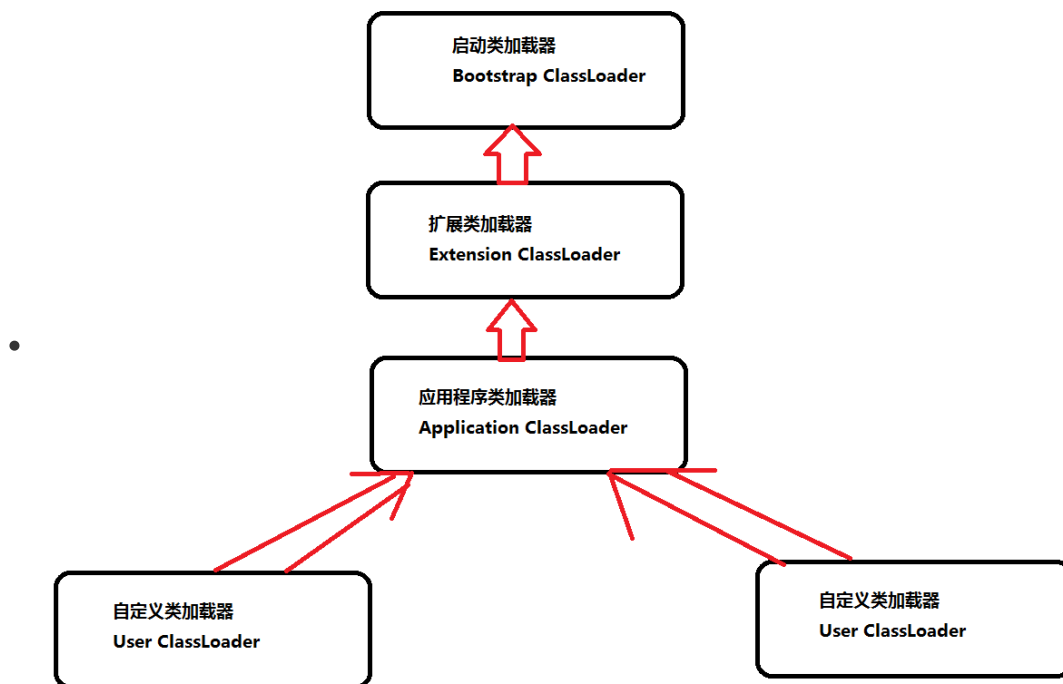 启动类加载器
Bootstrap ClassLoader
扩展类加载器
Extension ClassLoader
应用程序类加载器
Application ClassLoader
自定义类加载器
User ClassLoader
自定义类加载器
User ClassLoader